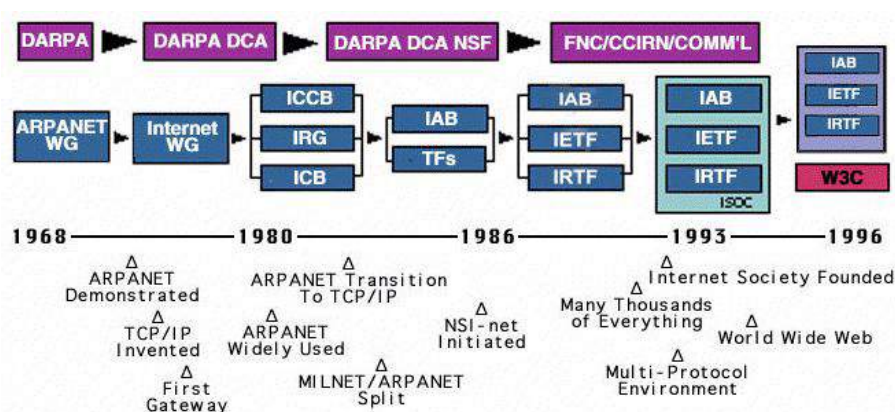 DARPA
DARPA DCA
DARPA DCA NSF
FNC/CCIRN/COMM'L
IAB
IETF
IRTF
ARPANET
WG
Internet
WG
ICCB
IRG
ICB
IAB
TFs
IAB
IETF
IRTF
IAB
IETF
IRTF
ISOC
W3C
1968
1980
1986
1993
1996
ARPANET
Demonstrated
ARPANET Transition
To TCP/IP
Internet Society Founded
TCP/IP
Invented
ARPANET
Widely Used
NSI-net
Initiated
Many Thousands
of Everything
World Wide Web
First
Gateway
MILNET/ARPANET
Split
Multi-Protocol
Environment